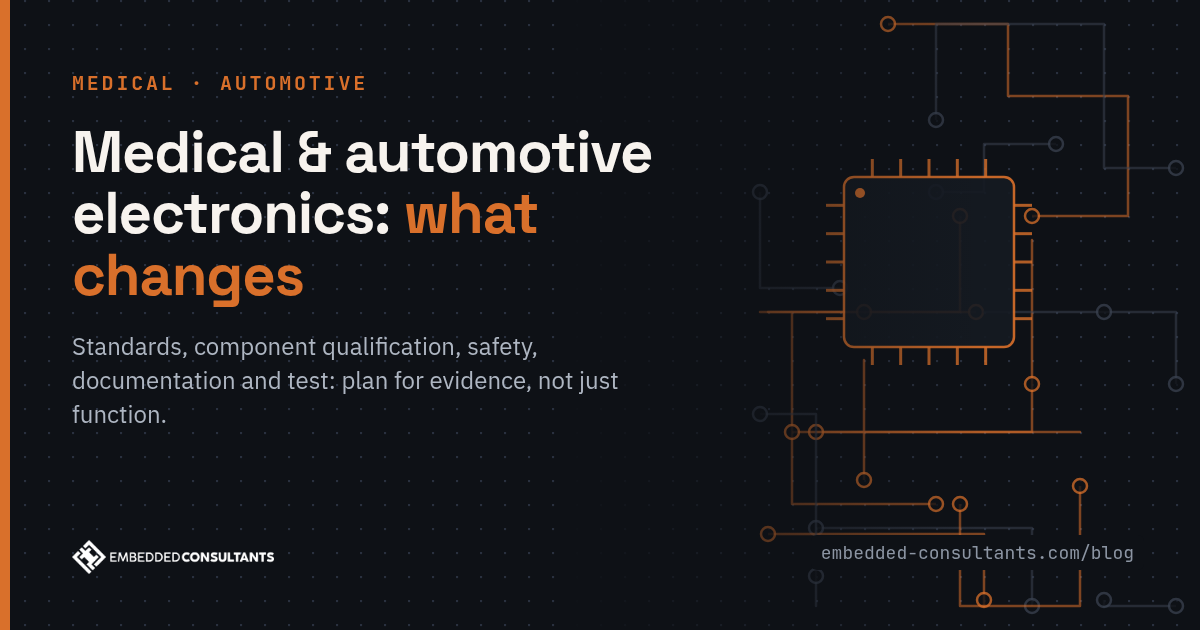 MEDICAL · AUTOMOTIVE
Medical & automotive
electronics: what
changes
Standards, component qualification, safety,
documentation and test: plan for evidence, not just
function.
EMBEDDEDCONSULTANTS
embedded-consultants.com/blog